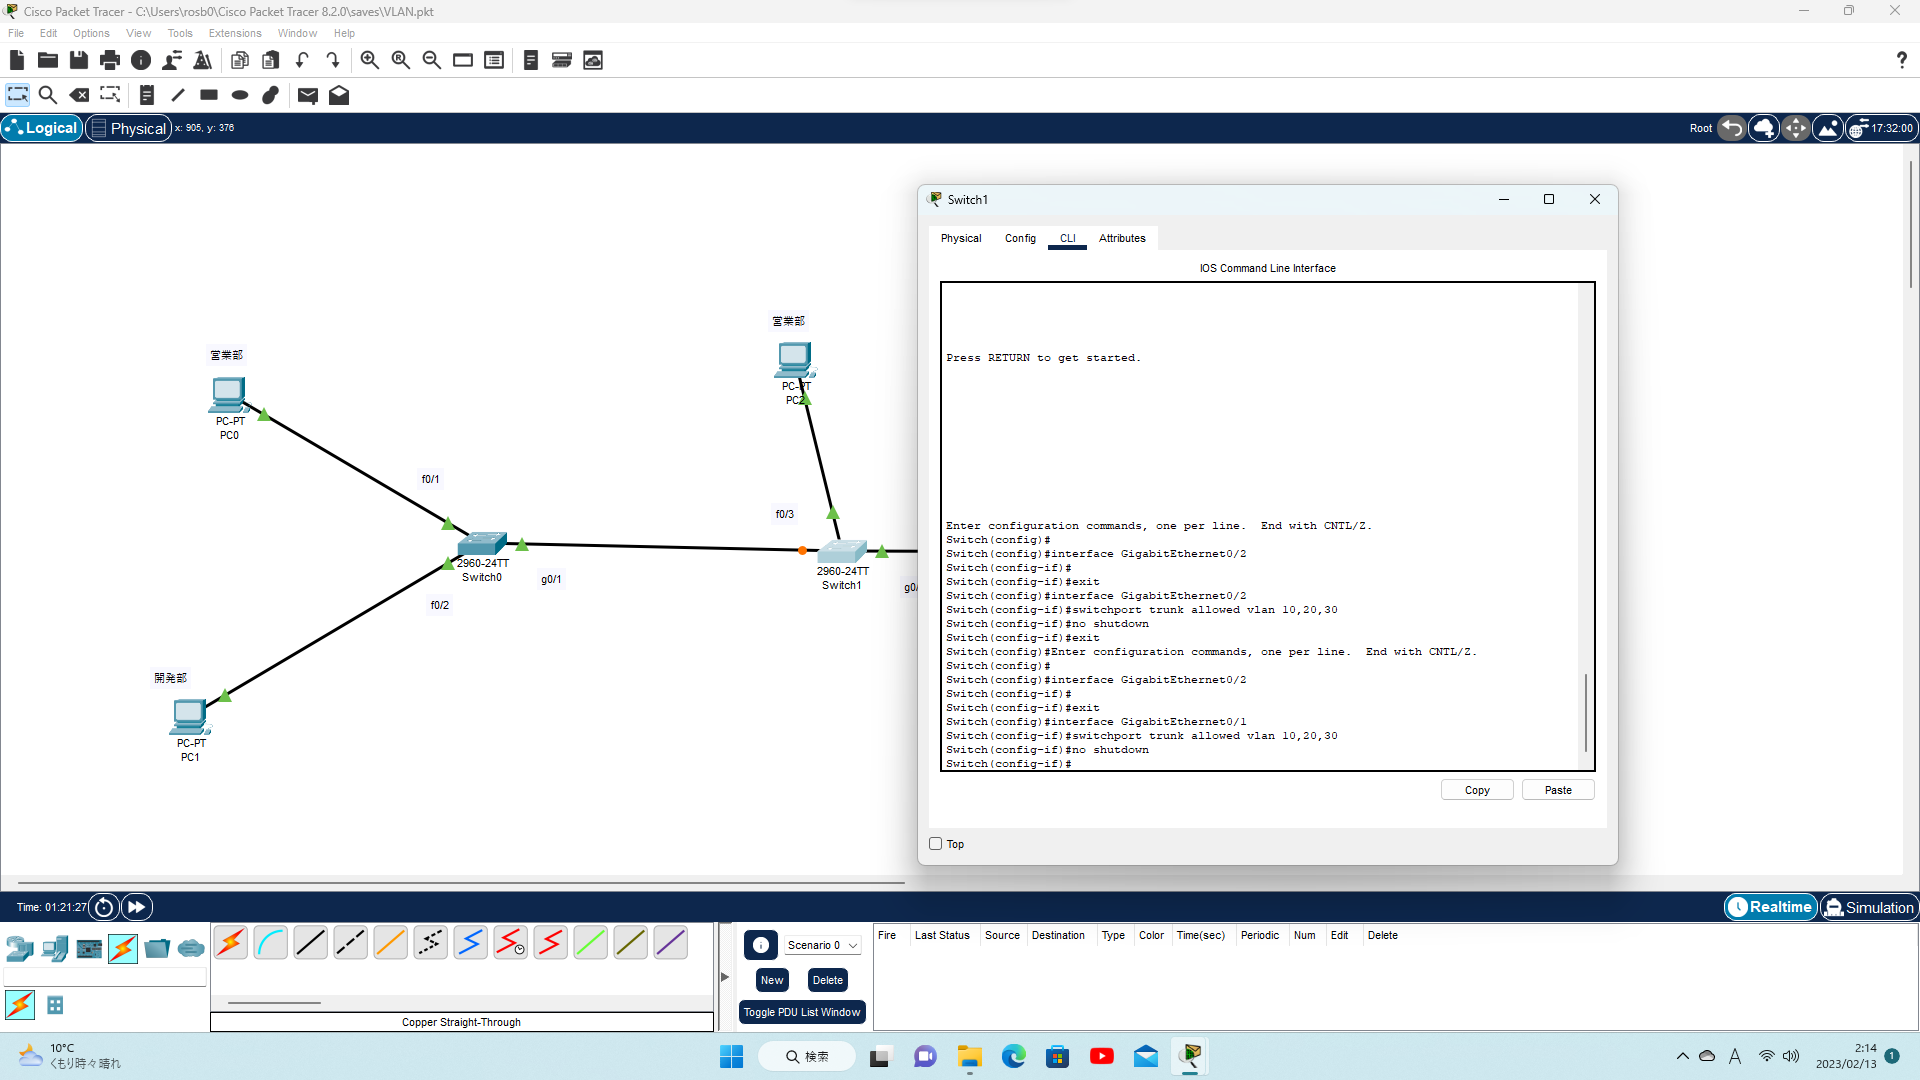 Cisco Packet Tracer - C:\Users\rosb0\Cisco Packet Tracer 8.2.0\saves\VLAN.pkt
File Edit Options View Tools Extensions Window Help
Logical Physical x: 905, y: 376 Root 17:32:00
Switch1
Physical Config CLI Attributes
IOS Command Line Interface
Press RETURN to get started.
Enter configuration commands, one per line.  End with CNTL/Z.
Switch(config)#
Switch(config)#interface GigabitEthernet0/2
Switch(config-if)#
Switch(config-if)#exit
Switch(config)#interface GigabitEthernet0/2
Switch(config-if)#switchport trunk allowed vlan 10,20,30
Switch(config-if)#no shutdown
Switch(config-if)#exit
Switch(config)#Enter configuration commands, one per line.  End with CNTL/Z.
Switch(config)#
Switch(config)#interface GigabitEthernet0/2
Switch(config-if)#
Switch(config-if)#exit
Switch(config)#interface GigabitEthernet0/1
Switch(config-if)#switchport trunk allowed vlan 10,20,30
Switch(config-if)#no shutdown
Switch(config-if)#
Copy Paste
Top
営業部
PC-PT
PC0
営業部
PC-PT
PC2
f0/1
f0/3
2960-24TT
Switch0
g0/1
2960-24TT
Switch1
g0/
f0/2
開発部
PC-PT
PC1
Time: 01:21:27 Realtime Simulation
Scenario 0
New Delete
Toggle PDU List Window
Fire Last Status Source Destination Type Color Time(sec) Periodic Num Edit Delete
Copper Straight-Through
10°C
くもり時々晴れ
検索
A
2:14
2023/02/13
1